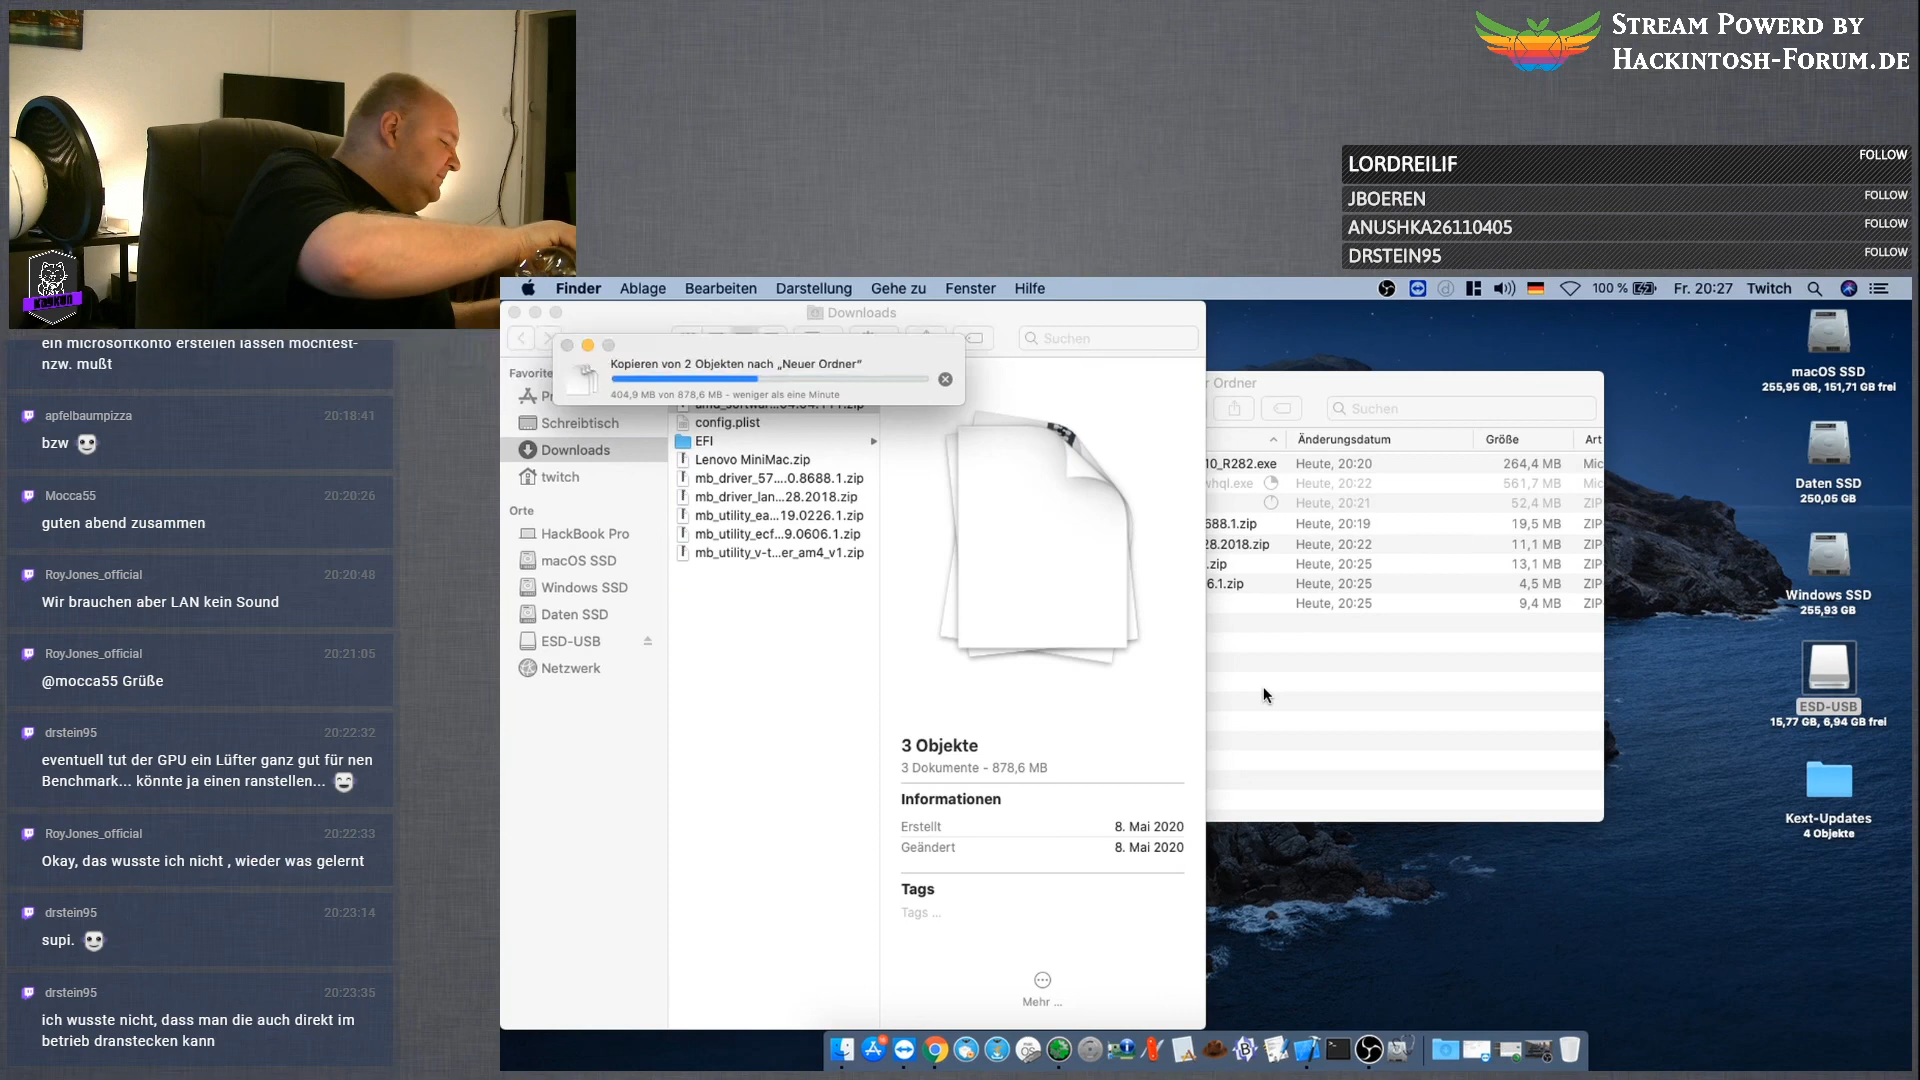 STREAM POWERD BY
HACKINTOSH-FORUM.DE
LORDREILIF FOLLOW
JBOEREN FOLLOW
ANUSHKA26110405 FOLLOW
DRSTEIN95 FOLLOW
ein microsoftkonto erstellen lassen möchtest-
nzw. mußt
apfelbaumpizza 20:18:41
bzw
Mocca55 20:20:26
guten abend zusammen
RoyJones_official 20:20:48
Wir brauchen aber LAN kein Sound
RoyJones_official 20:21:05
@mocca55 Grüße
drstein95 20:22:32
eventuell tut der GPU ein Lüfter ganz gut für nen
Benchmark... könnte ja einen ranstellen...
RoyJones_official 20:22:33
Okay, das wusste ich nicht , wieder was gelernt
drstein95 20:23:14
supi.
drstein95 20:23:35
ich wusste nicht, dass man die auch direkt im
betrieb dranstecken kann
Finder Ablage Bearbeiten Darstellung Gehe zu Fenster Hilfe 100 % Fr. 20:27 Twitch
Downloads
Suchen
Kopieren von 2 Objekten nach „Neuer Ordner“
404,9 MB von 878,6 MB - weniger als eine Minute
Favorite
Schreibtisch
Downloads
twitch
Orte
HackBook Pro
macOS SSD
Windows SSD
Daten SSD
ESD-USB
Netzwerk
config.plist
EFI
Lenovo MiniMac.zip
mb_driver_57....0.8688.1.zip
mb_driver_lan...28.2018.zip
mb_utility_ea...19.0226.1.zip
mb_utility_ecf...9.0606.1.zip
mb_utility_v-t...er_am4_v1.zip
3 Objekte
3 Dokumente - 878,6 MB
Informationen
Erstellt 8. Mai 2020
Geändert 8. Mai 2020
Tags
Tags ...
Mehr ...
r Ordner
Suchen
Änderungsdatum Größe Art
10_R282.exe Heute, 20:20 264,4 MB Mic
whql.exe Heute, 20:22 561,7 MB Mic
Heute, 20:21 52,4 MB ZIP
688.1.zip Heute, 20:19 19,5 MB ZIP
28.2018.zip Heute, 20:22 11,1 MB ZIP
.zip Heute, 20:25 13,1 MB ZIP
6.1.zip Heute, 20:25 4,5 MB ZIP
Heute, 20:25 9,4 MB ZIP
macOS SSD
255,95 GB, 151,71 GB frei
Daten SSD
250,05 GB
Windows SSD
255,93 GB
ESD-USB
15,77 GB, 6,94 GB frei
Kext-Updates
4 Objekte